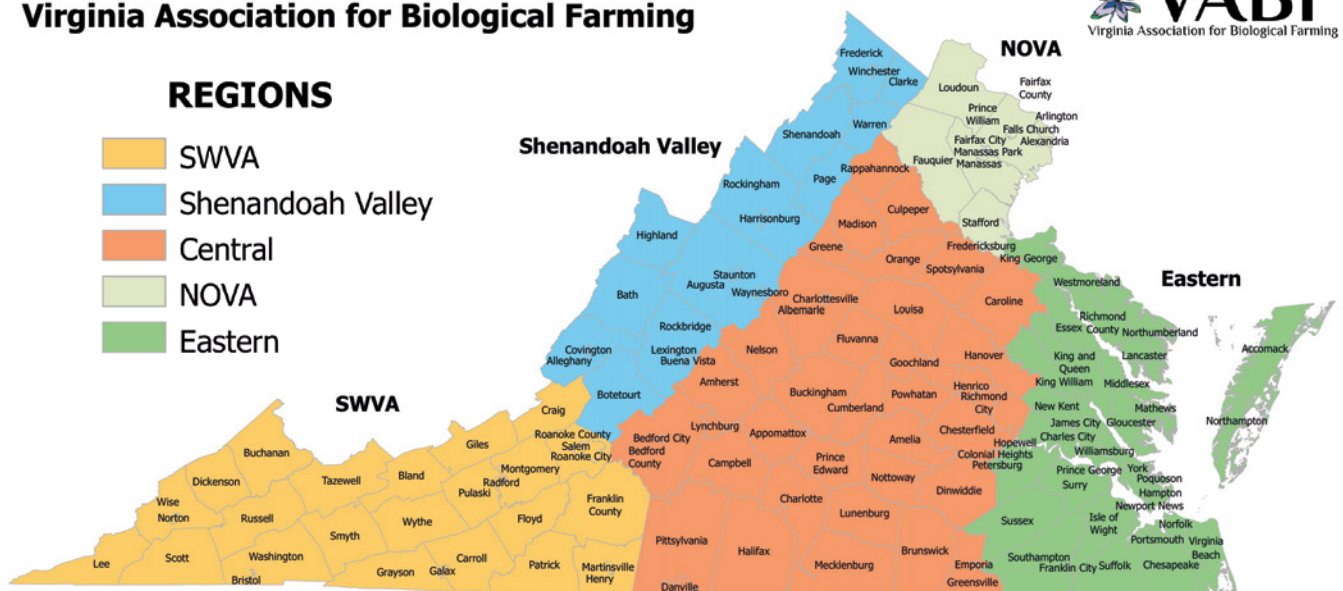 Virginia Association for Biological Farming
VABF
Virginia Association for Biological Farming
REGIONS
SWVA
Shenandoah Valley
Central
NOVA
Eastern
Shenandoah Valley
Frederick
Winchester
Clarke
Warren
Shenandoah
Page
Rockingham
Harrisonburg
Highland
Staunton
Augusta
Waynesboro
Bath
Rockbridge
Covington
Alleghany
Lexington
Buena Vista
Botetourt
NOVA
Loudoun
Fairfax
County
Prince
William
Arlington
Falls Church
Fairfax City
Alexandria
Manassas Park
Manassas
Fauquier
Stafford
Rappahannock
Culpeper
Madison
Greene
Fredericksburg
Orange
Spotsylvania
Charlottesville
Albemarle
Louisa
Caroline
Fluvanna
Nelson
Goochland
Hanover
Amherst
Buckingham
Cumberland
Powhatan
Henrico
Richmond
City
Lynchburg
Appomattox
Amelia
Chesterfield
Bedford City
Bedford
County
Campbell
Prince
Edward
Nottoway
Hopewell
Colonial Heights
Petersburg
Dinwiddie
Charlotte
Lunenburg
Pittsylvania
Halifax
Mecklenburg
Brunswick
Emporia
Greensville
Danville
Eastern
King George
Westmoreland
Richmond
County
Essex
Northumberland
King and
Queen
Lancaster
King William
Middlesex
New Kent
Mathews
James City
Gloucester
Charles City
Williamsburg
Prince George
York
Surry
Poquoson
Hampton
Newport News
Sussex
Isle of
Wight
Norfolk
Portsmouth
Virginia
Beach
Southampton
Franklin City
Suffolk
Chesapeake
Accomack
Northampton
SWVA
Craig
Roanoke County
Salem
Roanoke City
Giles
Buchanan
Montgomery
Radford
Pulaski
Bland
Tazewell
Dickenson
Wise
Norton
Russell
Franklin
County
Floyd
Wythe
Smyth
Scott
Washington
Lee
Bristol
Grayson
Galax
Carroll
Patrick
Martinsville
Henry